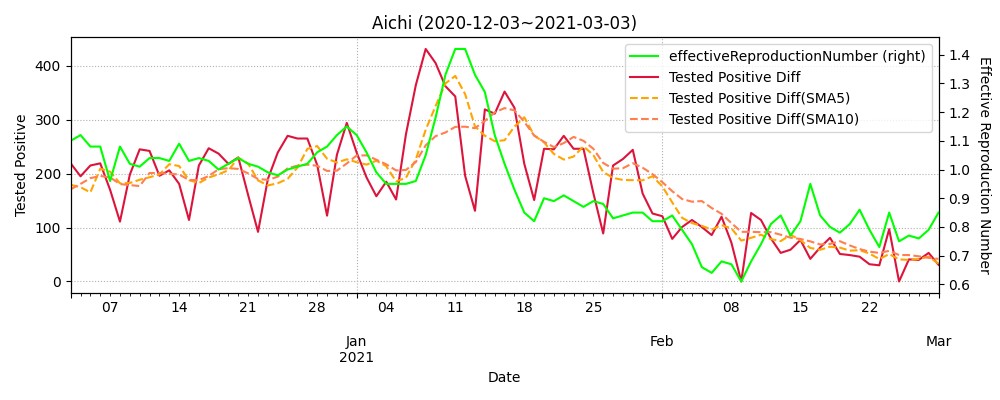 Aichi (2020-12-03~2021-03-03)
effectiveReproductionNumber (right)
Tested Positive Diff
Tested Positive Diff(SMA5)
Tested Positive Diff(SMA10)
Tested Positive
400
300
200
100
0
1.4
1.3
1.2
1.1
1.0
0.9
0.8
0.7
0.6
Effective Reproduction Number
07 14 21 28 04 11 18 25 08 15 22
Jan Feb Mar
2021
Date